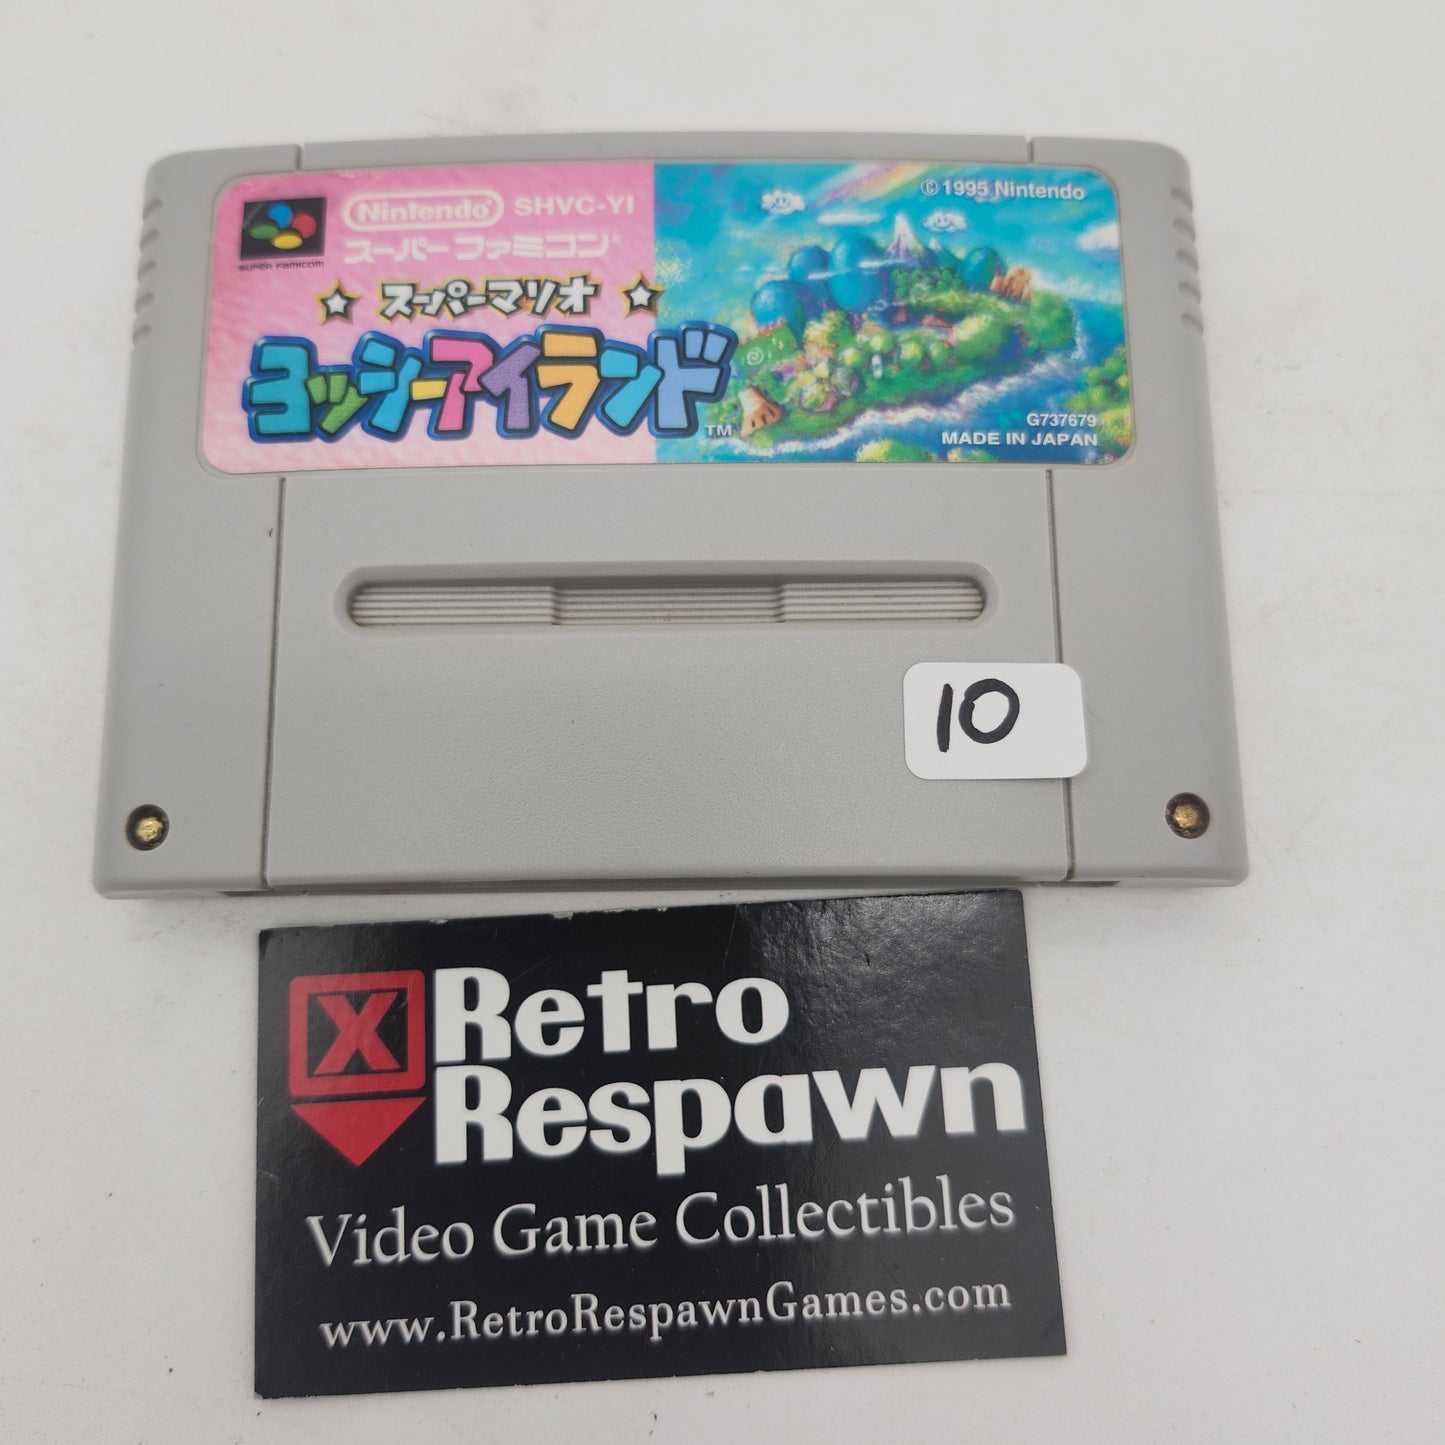 Nintendo SHVC-YI
スーパーファミコン®
SUPER FAMICOM
スーパーマリオ
ヨッシーアイランド
TM
© 1995 Nintendo
G737679
MADE IN JAPAN
10
X Retro
Respawn
Video Game Collectibles
www.RetroRespawnGames.com